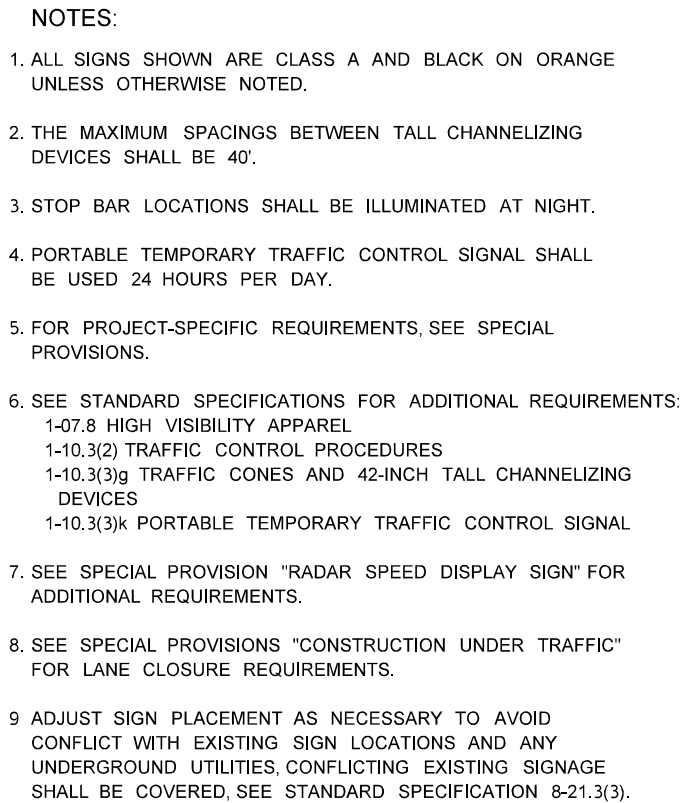 NOTES:
1. ALL SIGNS SHOWN ARE CLASS A AND BLACK ON ORANGE
UNLESS OTHERWISE NOTED.
2. THE MAXIMUM SPACINGS BETWEEN TALL CHANNELIZING
DEVICES SHALL BE 40'.
3. STOP BAR LOCATIONS SHALL BE ILLUMINATED AT NIGHT.
4. PORTABLE TEMPORARY TRAFFIC CONTROL SIGNAL SHALL
BE USED 24 HOURS PER DAY.
5. FOR PROJECT-SPECIFIC REQUIREMENTS, SEE SPECIAL
PROVISIONS.
6. SEE STANDARD SPECIFICATIONS FOR ADDITIONAL REQUIREMENTS:
1-07.8 HIGH VISIBILITY APPAREL
1-10.3(2) TRAFFIC CONTROL PROCEDURES
1-10.3(3)g TRAFFIC CONES AND 42-INCH TALL CHANNELIZING
DEVICES
1-10.3(3)k PORTABLE TEMPORARY TRAFFIC CONTROL SIGNAL
7. SEE SPECIAL PROVISION "RADAR SPEED DISPLAY SIGN" FOR
ADDITIONAL REQUIREMENTS.
8. SEE SPECIAL PROVISIONS "CONSTRUCTION UNDER TRAFFIC"
FOR LANE CLOSURE REQUIREMENTS.
9 ADJUST SIGN PLACEMENT AS NECESSARY TO AVOID
CONFLICT WITH EXISTING SIGN LOCATIONS AND ANY
UNDERGROUND UTILITIES, CONFLICTING EXISTING SIGNAGE
SHALL BE COVERED, SEE STANDARD SPECIFICATION 8-21.3(3).